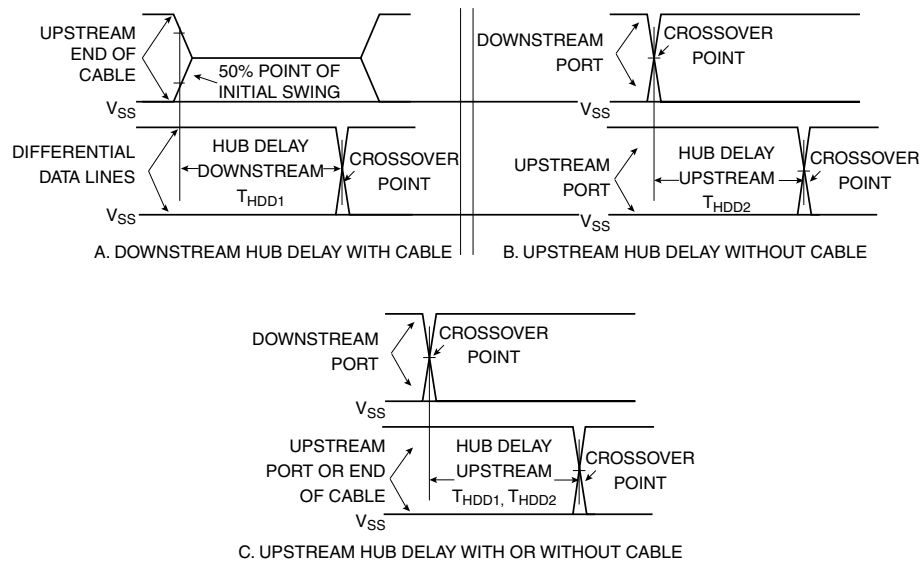 UPSTREAM
END OF
CABLE
50% POINT OF
INITIAL SWING
VSS
DIFFERENTIAL
DATA LINES
HUB DELAY
DOWNSTREAM
THDD1
CROSSOVER
POINT
VSS
A. DOWNSTREAM HUB DELAY WITH CABLE
DOWNSTREAM
PORT
CROSSOVER
POINT
VSS
UPSTREAM
PORT
HUB DELAY
UPSTREAM
THDD2
CROSSOVER
POINT
VSS
B. UPSTREAM HUB DELAY WITHOUT CABLE
DOWNSTREAM
PORT
CROSSOVER
POINT
VSS
UPSTREAM
PORT OR END
OF CABLE
HUB DELAY
UPSTREAM
THDD1, THDD2
CROSSOVER
POINT
VSS
C. UPSTREAM HUB DELAY WITH OR WITHOUT CABLE